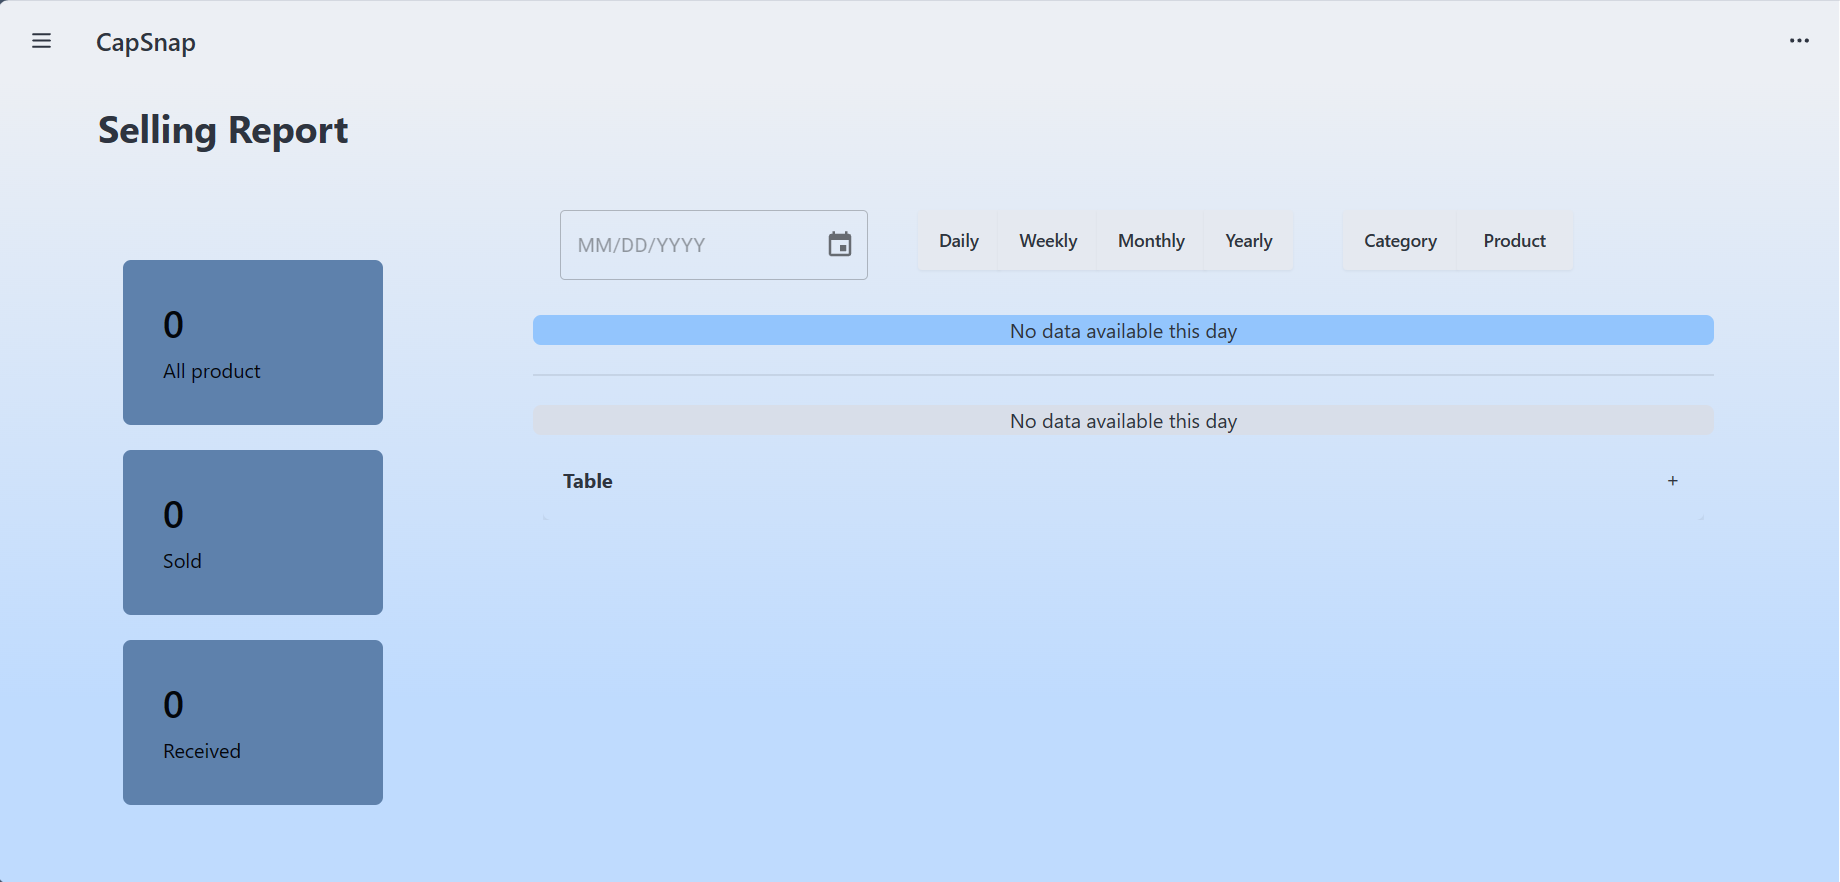 CapSnap
Selling Report
MM/DD/YYYY
Daily Weekly Monthly Yearly
Category Product
0
All product
0
Sold
0
Received
No data available this day
No data available this day
Table +